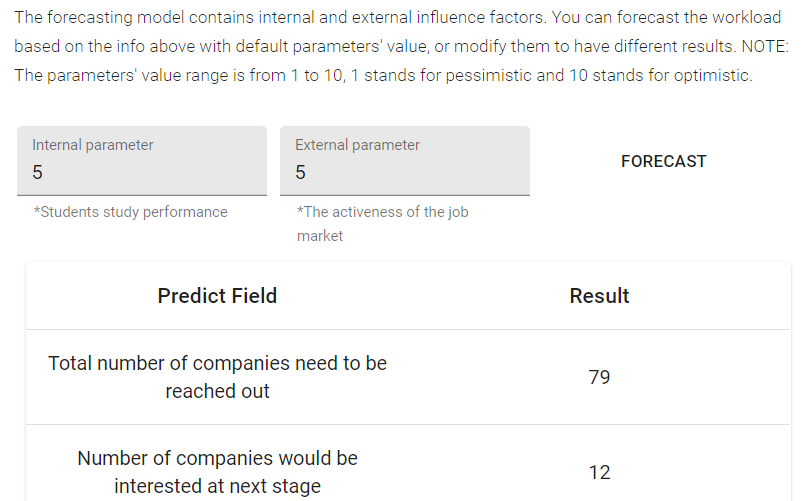 The forecasting model contains internal and external influence factors. You can forecast the workload
based on the info above with default parameters' value, or modify them to have different results. NOTE:
The parameters' value range is from 1 to 10, 1 stands for pessimistic and 10 stands for optimistic.
Internal parameter
5
*Students study performance
External parameter
5
*The activeness of the job
market
FORECAST
Predict Field
Result
Total number of companies need to be
reached out
79
Number of companies would be
interested at next stage
12